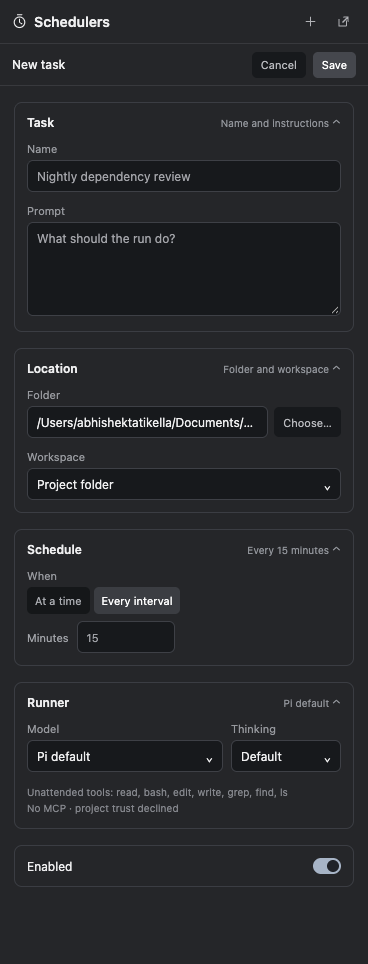 Schedulers
New task
Cancel
Save
Task
Name and instructions
Name
Nightly dependency review
Prompt
What should the run do?
Location
Folder and workspace
Folder
/Users/abhishektatikella/Documents/...
Choose...
Workspace
Project folder
Schedule
Every 15 minutes
When
At a time
Every interval
Minutes
15
Runner
Pi default
Model
Thinking
Pi default
Default
Unattended tools: read, bash, edit, write, grep, find, ls
No MCP · project trust declined
Enabled